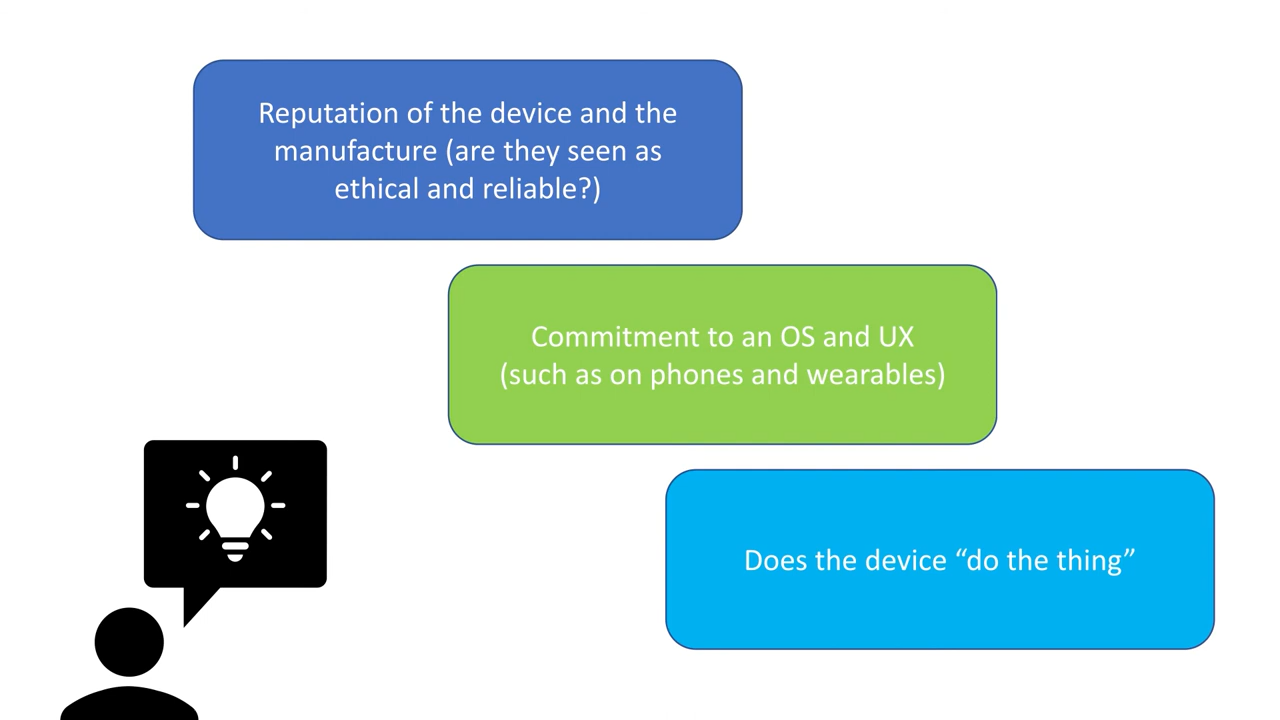 Reputation of the device and the
manufacture (are they seen as
ethical and reliable?)
Commitment to an OS and UX
(such as on phones and wearables)
Does the device “do the thing”